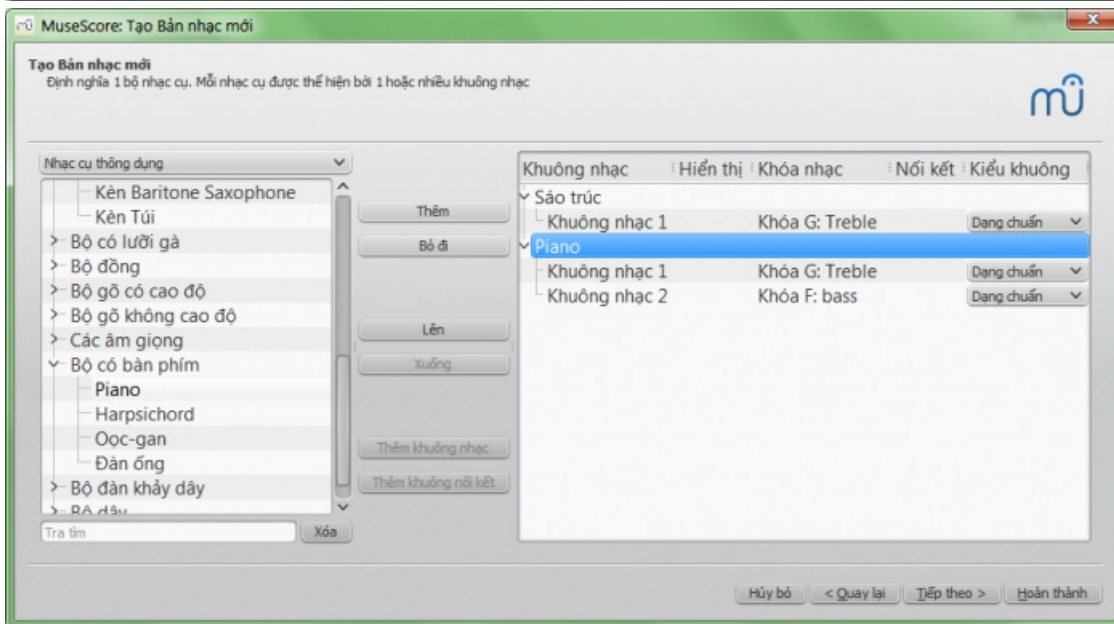 MuseScore: Tạo Bản nhạc mới
Tạo Bản nhạc mới
Định nghĩa 1 bộ nhạc cụ. Mỗi nhạc cụ được thể hiện bởi 1 hoặc nhiều khuông nhạc
Nhạc cụ thông dụng
Kèn Baritone Saxophone
Kèn Túi
Bộ có lưỡi gà
Bộ đồng
Bộ gõ có cao độ
Bộ gõ không cao độ
Các âm giọng
Bộ có bàn phím
Piano
Harpsichord
Oọc-gan
Đàn ống
Bộ đàn khảy dây
Bộ dây
Tra tìm
Xóa
Thêm
Bỏ đi
Lên
Xuống
Thêm khuông nhạc
Thêm khuông nối kết
Khuông nhạc Hiển thị Khóa nhạc Nối kết Kiểu khuông
Sáo trúc
Khuông nhạc 1 Khóa G: Treble Dạng chuẩn
Piano
Khuông nhạc 1 Khóa G: Treble Dạng chuẩn
Khuông nhạc 2 Khóa F: bass Dạng chuẩn
Hủy bỏ < Quay lại Tiếp theo > Hoàn thành